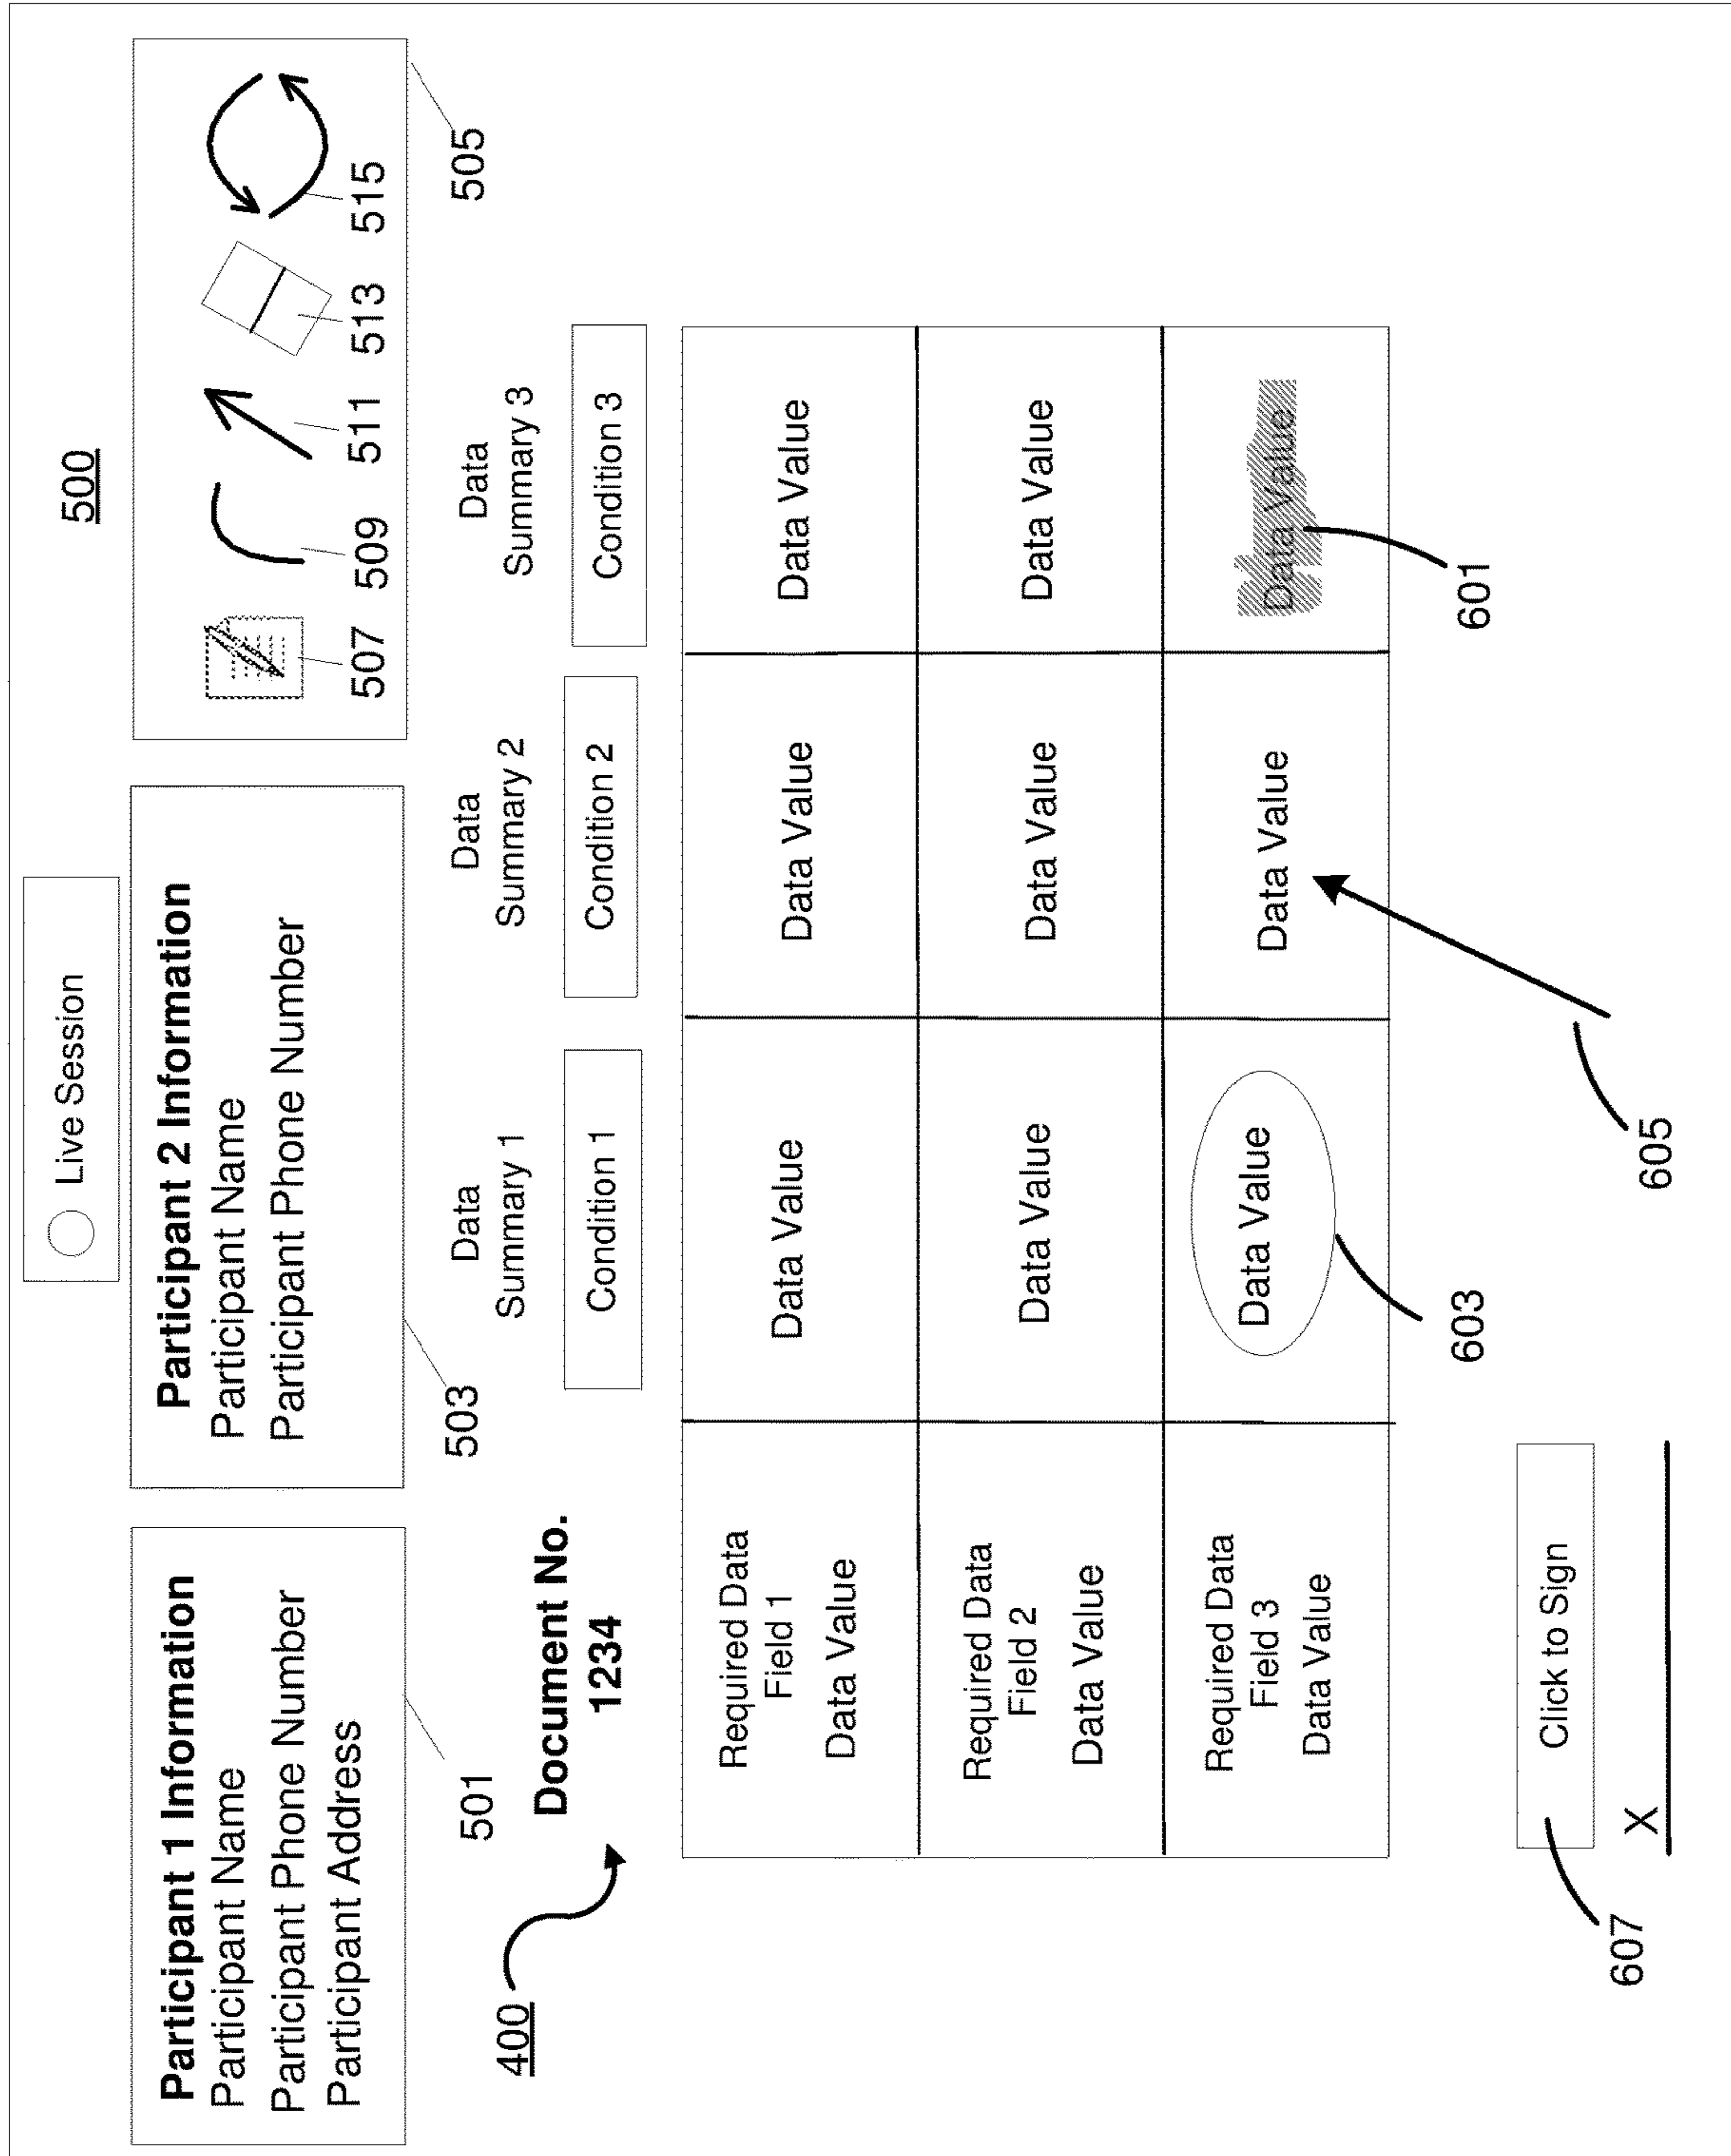 500
Live Session
Participant 1 Information
Participant Name
Participant Phone Number
Participant Address
501
Participant 2 Information
Participant Name
Participant Phone Number
503
507 509 511 513 515
505
400
Document No.
1234
Data
Summary 1
Condition 1
Data
Summary 2
Condition 2
Data
Summary 3
Condition 3
Required Data
Field 1
Data Value
Data Value Data Value Data Value
Required Data
Field 2
Data Value
Data Value Data Value Data Value
Required Data
Field 3
Data Value
Data Value Data Value Data Value
603
605
601
Click to Sign
607
X